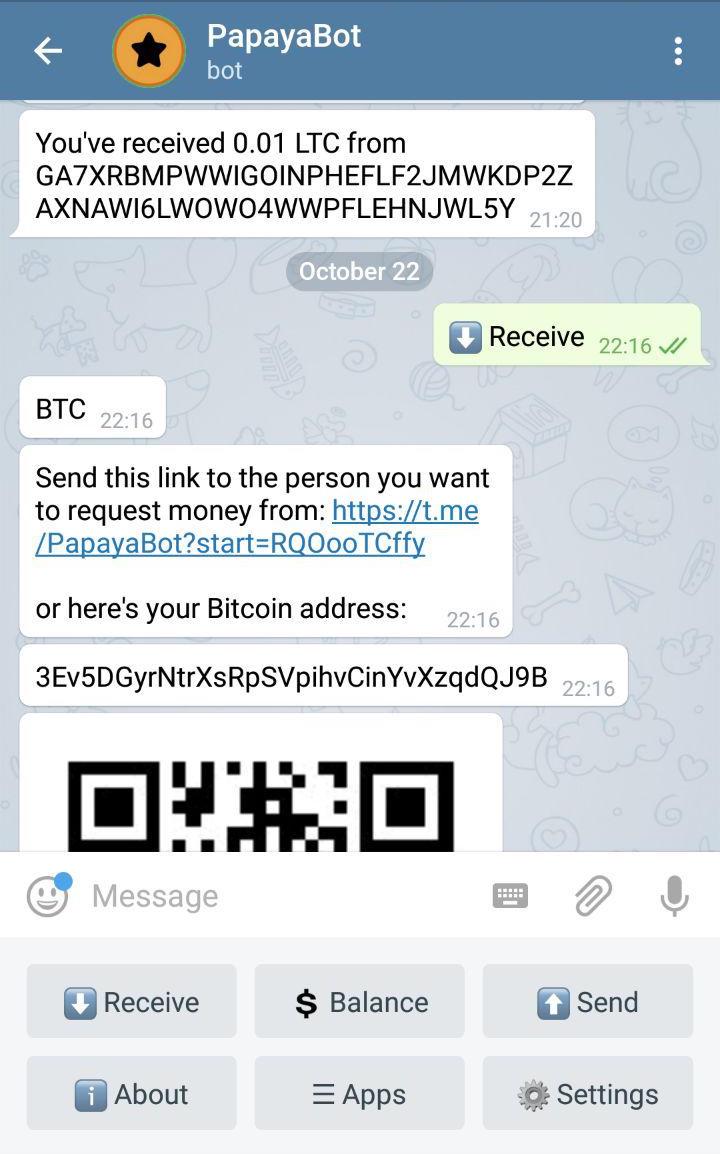 PapayaBot
bot
You've received 0.01 LTC from
GA7XRBMPWWIGOINPHEFLF2JMWKDP2Z
AXNAWI6LWOWO4WWPFLEHNJWL5Y 21:20
October 22
Receive 22:16
BTC 22:16
Send this link to the person you want
to request money from: https://t.me
/PapayaBot?start=RQOooTCffy
or here's your Bitcoin address: 22:16
3Ev5DGyrNtrXsRpSVpihvCinYvXzqdQJ9B 22:16
Message
Receive
$ Balance
Send
i About
Apps
Settings